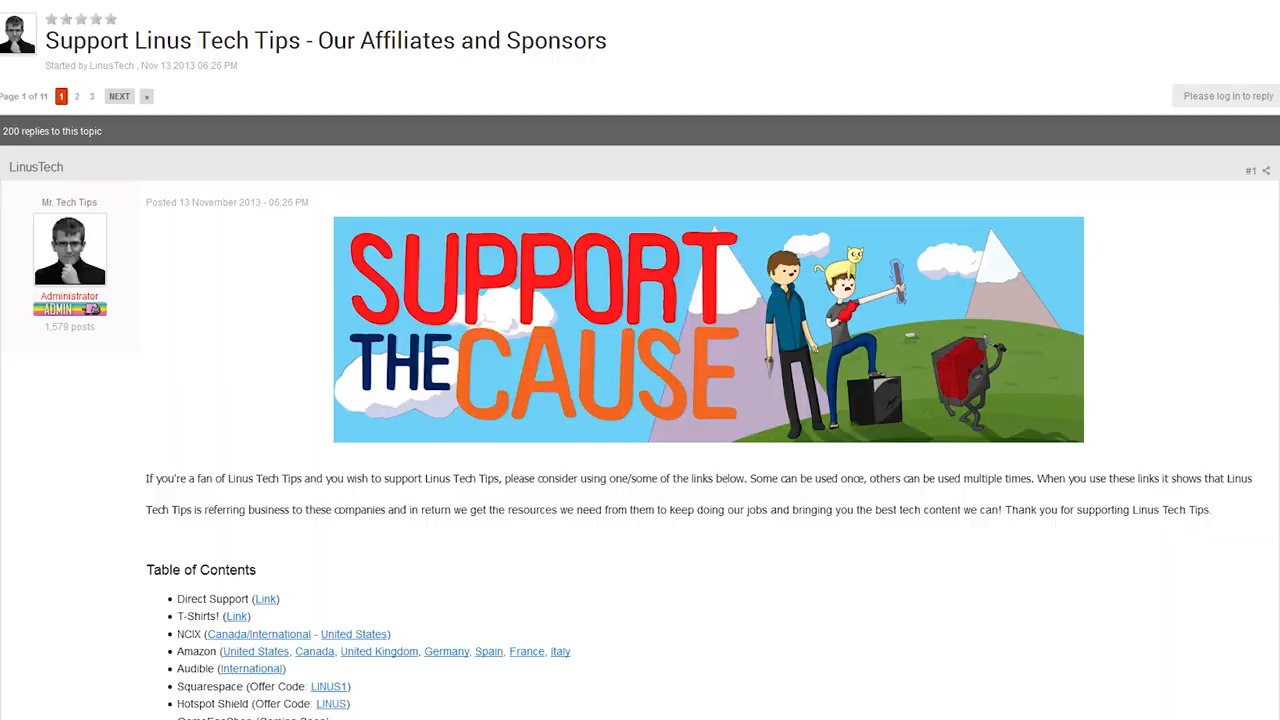 Support Linus Tech Tips - Our Affiliates and Sponsors
Started by LinusTech , Nov 13 2013 06:26 PM
Page 1 of 11 1 2 3 NEXT »
Please log in to reply
200 replies to this topic
LinusTech
#1
Mr. Tech Tips
Posted 13 November 2013 - 06:26 PM
SUPPORT
THE CAUSE
Administrator
ADMIN
1,579 posts
If you're a fan of Linus Tech Tips and you wish to support Linus Tech Tips, please consider using one/some of the links below. Some can be used once, others can be used multiple times. When you use these links it shows that Linus
Tech Tips is referring business to these companies and in return we get the resources we need from them to keep doing our jobs and bringing you the best tech content we can! Thank you for supporting Linus Tech Tips.
Table of Contents
• Direct Support (Link)
• T-Shirts! (Link)
• NCIX (Canada/International - United States)
• Amazon (United States, Canada, United Kingdom, Germany, Spain, France, Italy
• Audible (International)
• Squarespace (Offer Code: LINUS1)
• Hotspot Shield (Offer Code: LINUS)